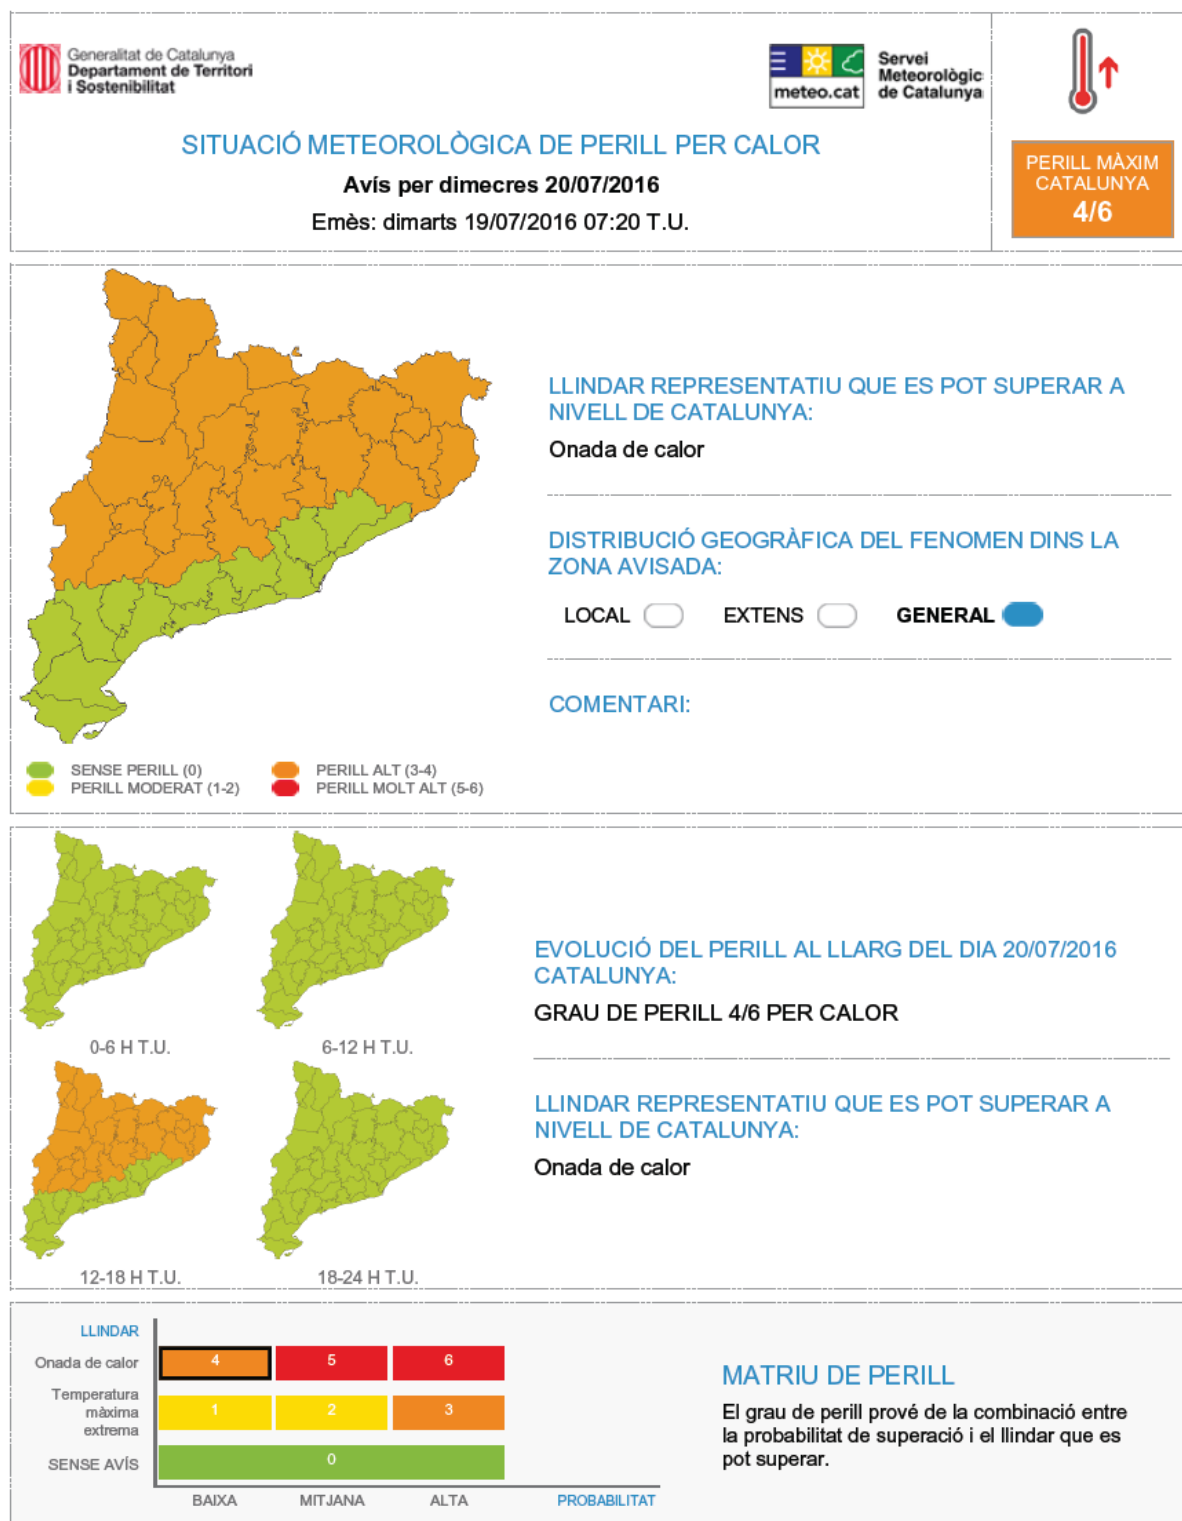 Generalitat de Catalunya
Departament de Territori
i Sostenibilitat
meteo.cat
Servei
Meteorològic
de Catalunya
SITUACIÓ METEOROLÒGICA DE PERILL PER CALOR
Avís per dimecres 20/07/2016
Emès: dimarts 19/07/2016 07:20 T.U.
PERILL MÀXIM
CATALUNYA
4/6
LLINDAR REPRESENTATIU QUE ES POT SUPERAR A
NIVELL DE CATALUNYA:
Onada de calor
DISTRIBUCIÓ GEOGRÀFICA DEL FENOMEN DINS LA
ZONA AVISADA:
LOCAL EXTENS GENERAL
COMENTARI:
SENSE PERILL (0)
PERILL MODERAT (1-2)
PERILL ALT (3-4)
PERILL MOLT ALT (5-6)
0-6 H T.U.
6-12 H T.U.
12-18 H T.U.
18-24 H T.U.
EVOLUCIÓ DEL PERILL AL LLARG DEL DIA 20/07/2016
CATALUNYA:
GRAU DE PERILL 4/6 PER CALOR
LLINDAR REPRESENTATIU QUE ES POT SUPERAR A
NIVELL DE CATALUNYA:
Onada de calor
LLINDAR
Onada de calor 4 5 6
Temperatura
màxima
extrema
1 2 3
SENSE AVÍS 0
BAIXA MITJANA ALTA PROBABILITAT
MATRIU DE PERILL
El grau de perill prové de la combinació entre
la probabilitat de superació i el llindar que es
pot superar.